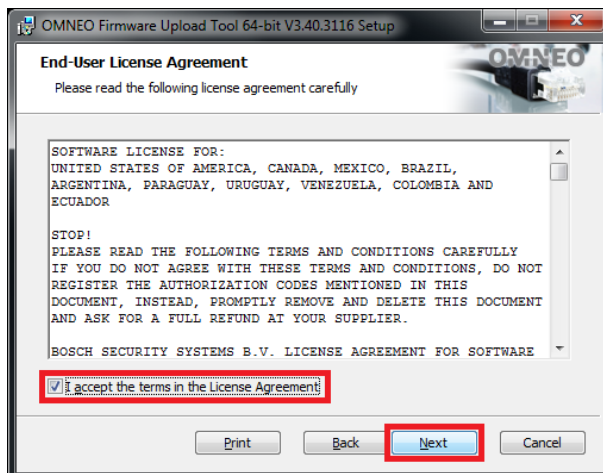 OMNEO Firmware Upload Tool 64-bit V3.40.3116 Setup
End-User License Agreement
Please read the following license agreement carefully
OMNEO
SOFTWARE LICENSE FOR:
UNITED STATES OF AMERICA, CANADA, MEXICO, BRAZIL,
ARGENTINA, PARAGUAY, URUGUAY, VENEZUELA, COLOMBIA AND
ECUADOR
STOP!
PLEASE READ THE FOLLOWING TERMS AND CONDITIONS CAREFULLY
IF YOU DO NOT AGREE WITH THESE TERMS AND CONDITIONS, DO NOT
REGISTER THE AUTHORIZATION CODES MENTIONED IN THIS
DOCUMENT, INSTEAD, PROMPTLY REMOVE AND DELETE THIS DOCUMENT
AND ASK FOR A FULL REFUND AT YOUR SUPPLIER.
BOSCH SECURITY SYSTEMS B.V. LICENSE AGREEMENT FOR SOFTWARE
I accept the terms in the License Agreement
Print Back Next Cancel